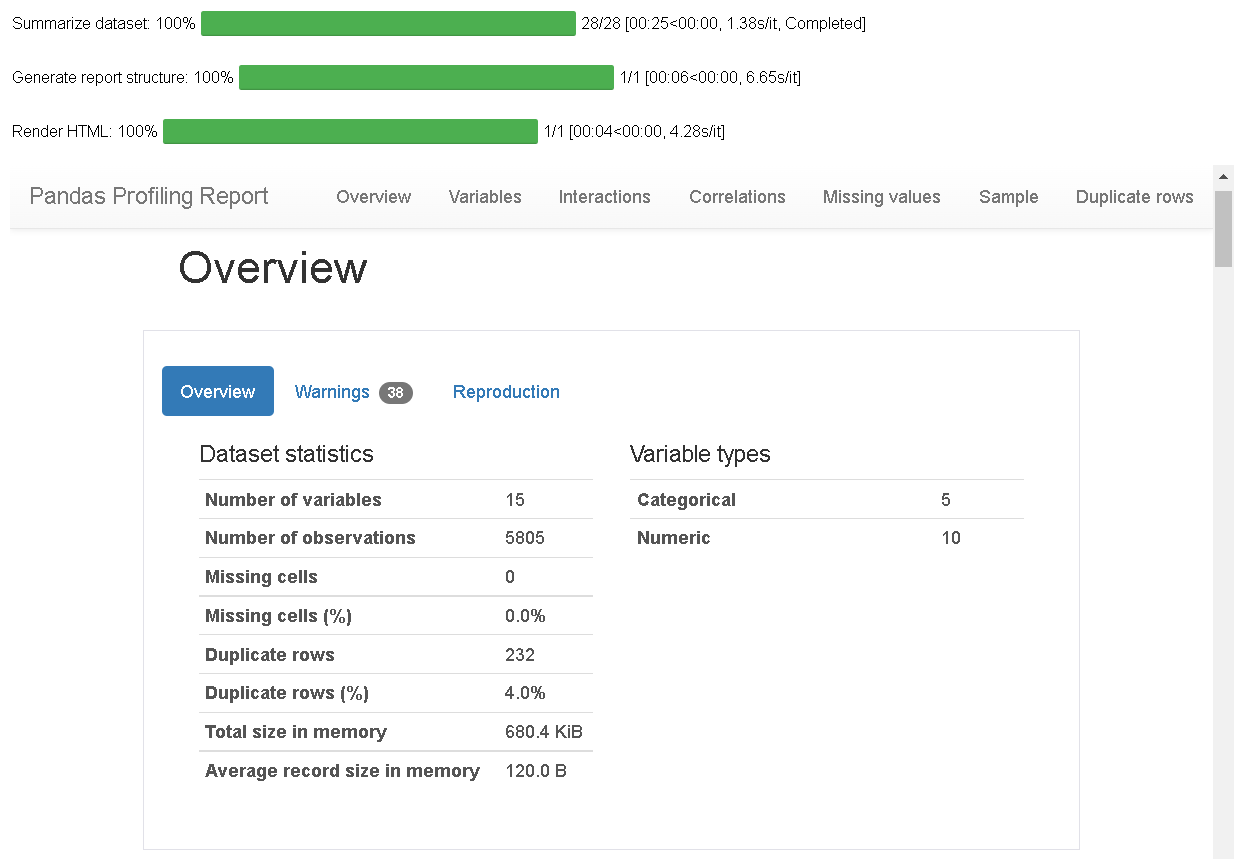 Summarize dataset: 100% 28/28 [00:25<00:00, 1.38s/it, Completed]
Generate report structure: 100% 1/1 [00:06<00:00, 6.65s/it]
Render HTML: 100% 1/1 [00:04<00:00, 4.28s/it]
Pandas Profiling Report Overview Variables Interactions Correlations Missing values Sample Duplicate rows
Overview
Overview Warnings 38 Reproduction
Dataset statistics
Number of variables 15
Number of observations 5805
Missing cells 0
Missing cells (%) 0.0%
Duplicate rows 232
Duplicate rows (%) 4.0%
Total size in memory 680.4 KiB
Average record size in memory 120.0 B
Variable types
Categorical 5
Numeric 10